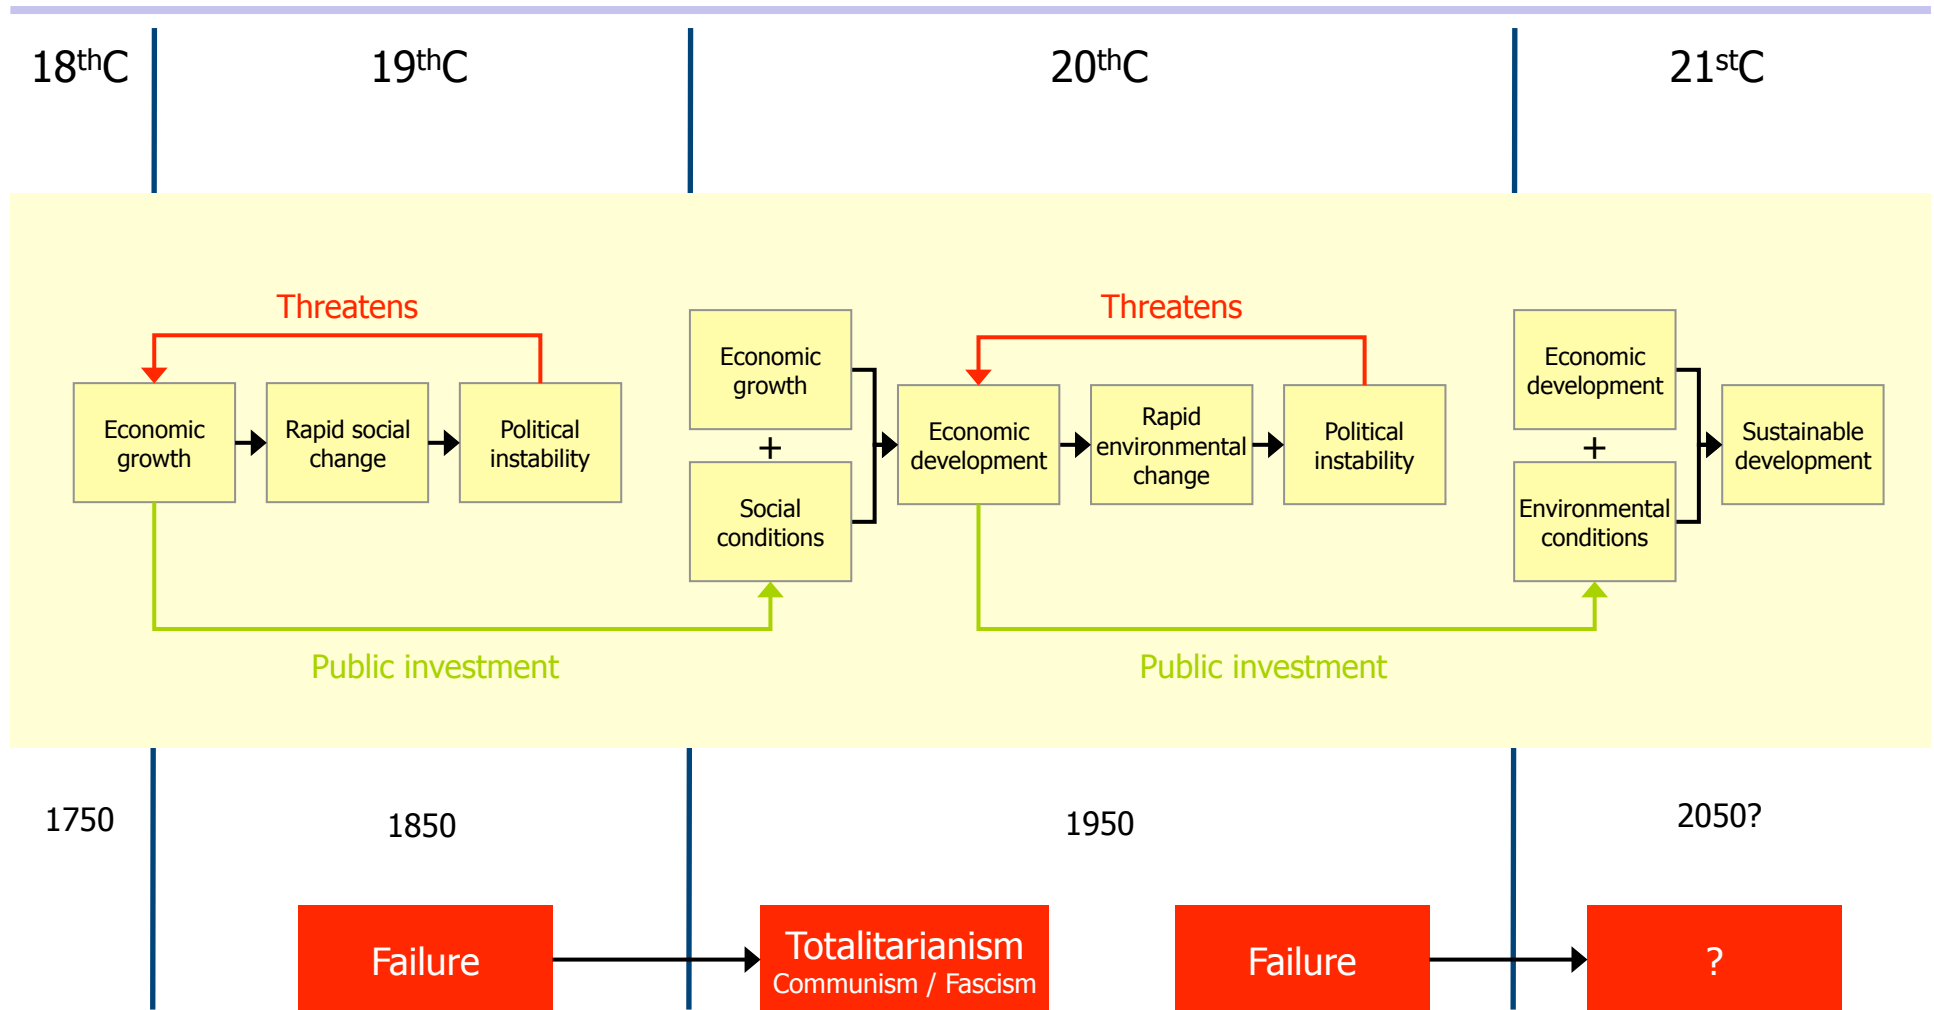 18thC
19thC
20thC
21stC
Threatens
Economic
growth
Rapid social
change
Political
instability
Public investment
Economic
growth
+
Social
conditions
Threatens
Economic
development
Rapid
environmental
change
Political
instability
Public investment
Economic
development
+
Environmental
conditions
Sustainable
development
1750
1850
1950
2050?
Failure
Totalitarianism
Communism / Fascism
Failure
?